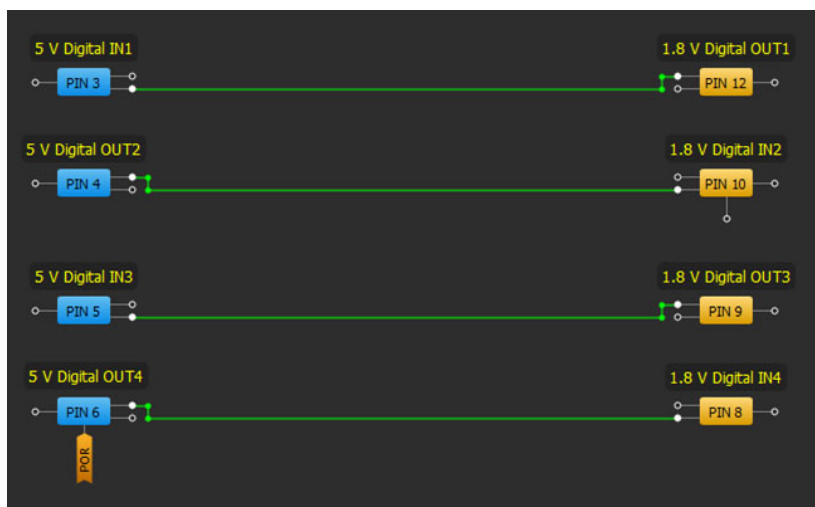 5 V Digital IN1
1.8 V Digital OUT1
PIN 3
PIN 12
5 V Digital OUT2
1.8 V Digital IN2
PIN 4
PIN 10
5 V Digital IN3
1.8 V Digital OUT3
PIN 5
PIN 9
5 V Digital OUT4
1.8 V Digital IN4
PIN 6
PIN 8
POR